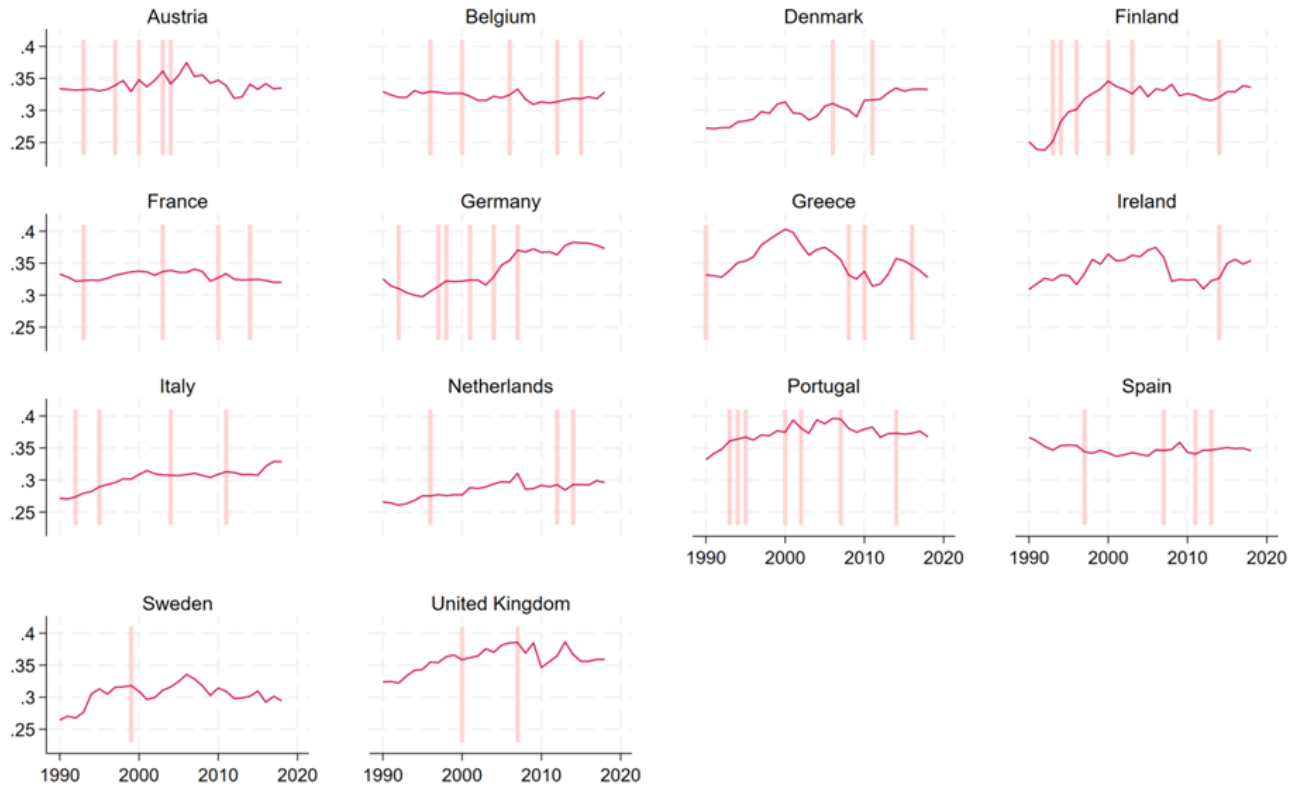 Austria Belgium Denmark Finland
.4
.35
.3
.25
France Germany Greece Ireland
.4
.35
.3
.25
Italy Netherlands Portugal Spain
.4
.35
.3
.25
1990 2000 2010 2020 1990 2000 2010 2020
Sweden United Kingdom
.4
.35
.3
.25
1990 2000 2010 2020 1990 2000 2010 2020